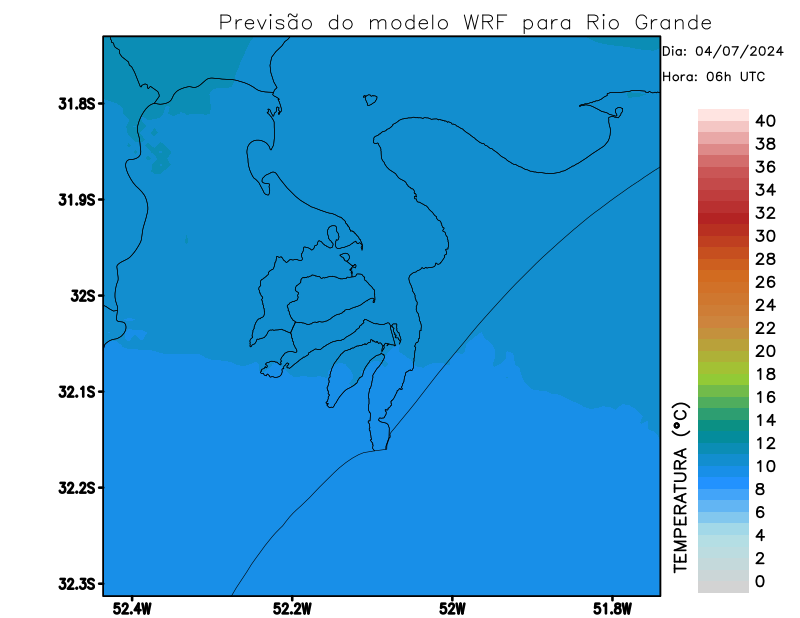 Previsão do modelo WRF para Rio Grande
Dia: 04/07/2024
Hora: 06h UTC
31.8S
31.9S
32S
32.1S
32.2S
32.3S
52.4W
52.2W
52W
51.8W
TEMPERATURA (°C)
40
38
36
34
32
30
28
26
24
22
20
18
16
14
12
10
8
6
4
2
0